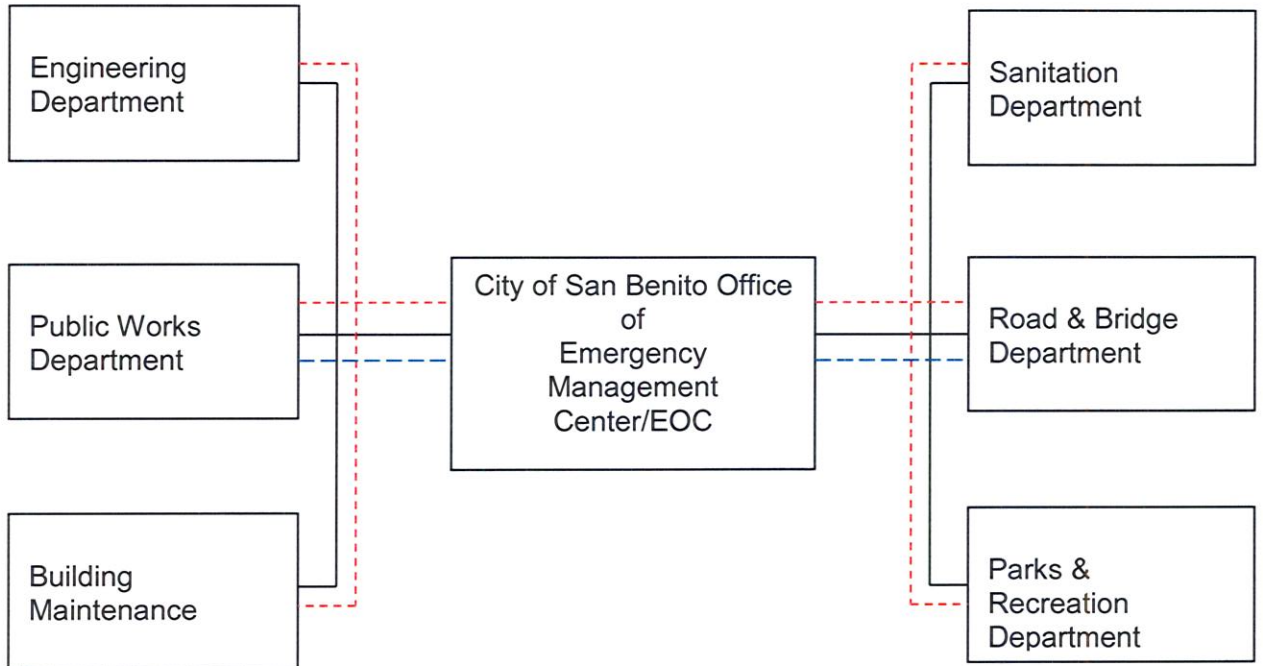 Engineering
Department
Sanitation
Department
Public Works
Department
City of San Benito Office
of
Emergency
Management
Center/EOC
Road & Bridge
Department
Building
Maintenance
Parks &
Recreation
Department